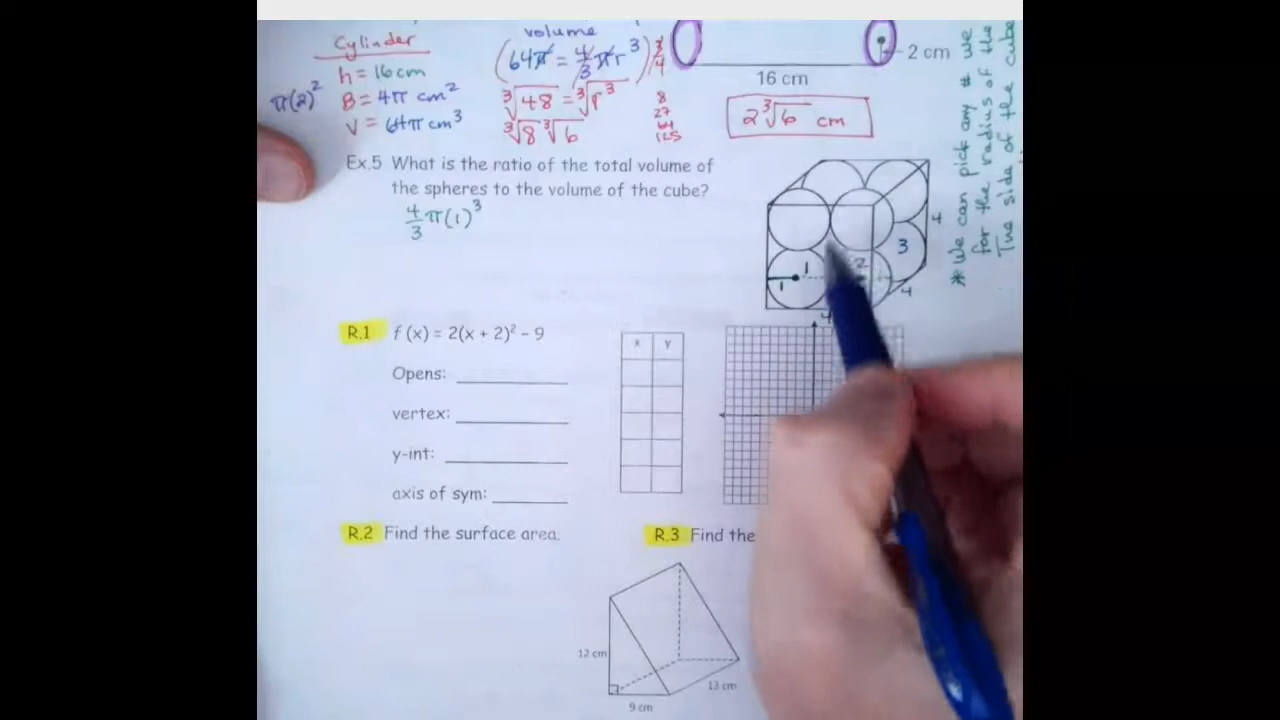 Cylinder
h = 16 cm
π(2)²
B = 4π cm²
V = 64π cm³
volume
(64π = 4/3 πr³) 3/4
∛48 = ∛r³
∛8 ∛6
8
27
64
125
2 cm
16 cm
2∛6 cm
* We can pick any # we
for the radius of the
The side of the cube
Ex.5 What is the ratio of the total volume of
the spheres to the volume of the cube?
4/3 π(1)³
1
1
2
3
4
4
4
R.1 f (x) = 2(x + 2)² – 9
Opens:
vertex:
y-int:
axis of sym:
x y
R.2 Find the surface area.
R.3 Find the
12 cm
9 cm
13 cm